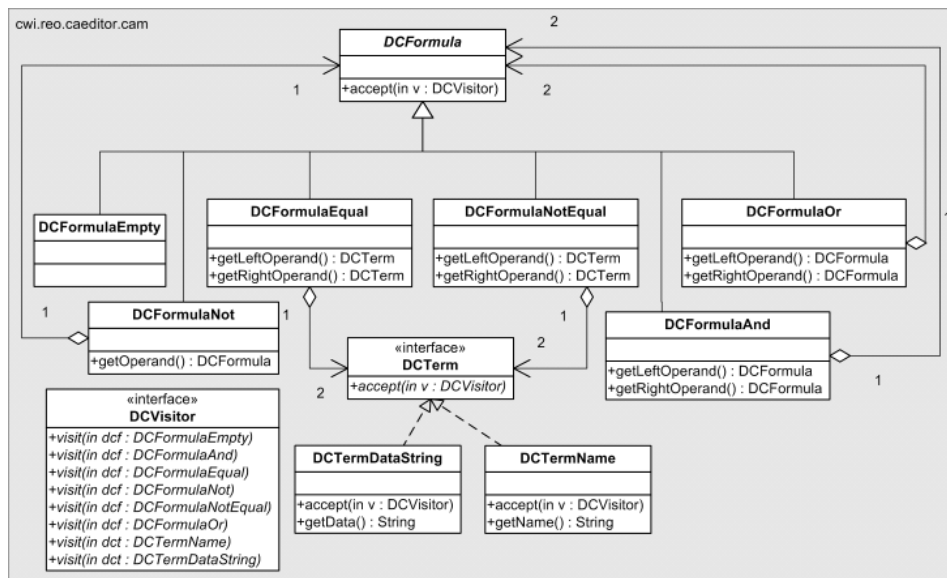 cwi.reo.caeditor.cam
DCFormula
+accept(in v : DCVisitor)
1
2
2
DCFormulaEmpty
DCFormulaEqual
+getLeftOperand() : DCTerm
+getRightOperand() : DCTerm
DCFormulaNotEqual
+getLeftOperand() : DCTerm
+getRightOperand() : DCTerm
DCFormulaOr
+getLeftOperand() : DCFormula
+getRightOperand() : DCFormula
1
1
DCFormulaNot
+getOperand() : DCFormula
1
2
«interface»
DCTerm
+accept(in v : DCVisitor)
2
1
DCFormulaAnd
+getLeftOperand() : DCFormula
+getRightOperand() : DCFormula
1
«interface»
DCVisitor
+visit(in dcf : DCFormulaEmpty)
+visit(in dcf : DCFormulaAnd)
+visit(in dcf : DCFormulaEqual)
+visit(in dcf : DCFormulaNot)
+visit(in dcf : DCFormulaNotEqual)
+visit(in dcf : DCFormulaOr)
+visit(in dct : DCTermName)
+visit(in dct : DCTermDataString)
DCTermDataString
+accept(in v : DCVisitor)
+getData() : String
DCTermName
+accept(in v : DCVisitor)
+getName() : String